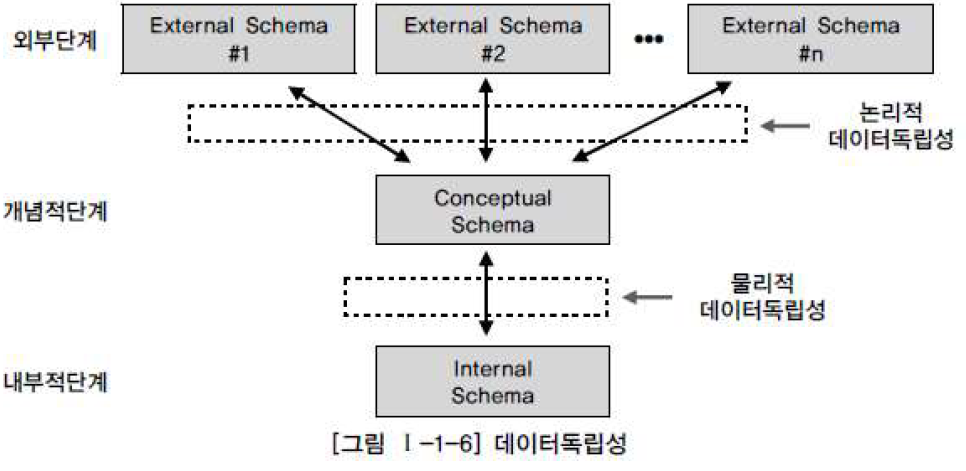 외부단계
External Schema
#1
External Schema
#2
•••
External Schema
#n
논리적
데이터독립성
개념적단계
Conceptual
Schema
물리적
데이터독립성
내부적단계
Internal
Schema
[그림 Ⅰ-1-6] 데이터독립성